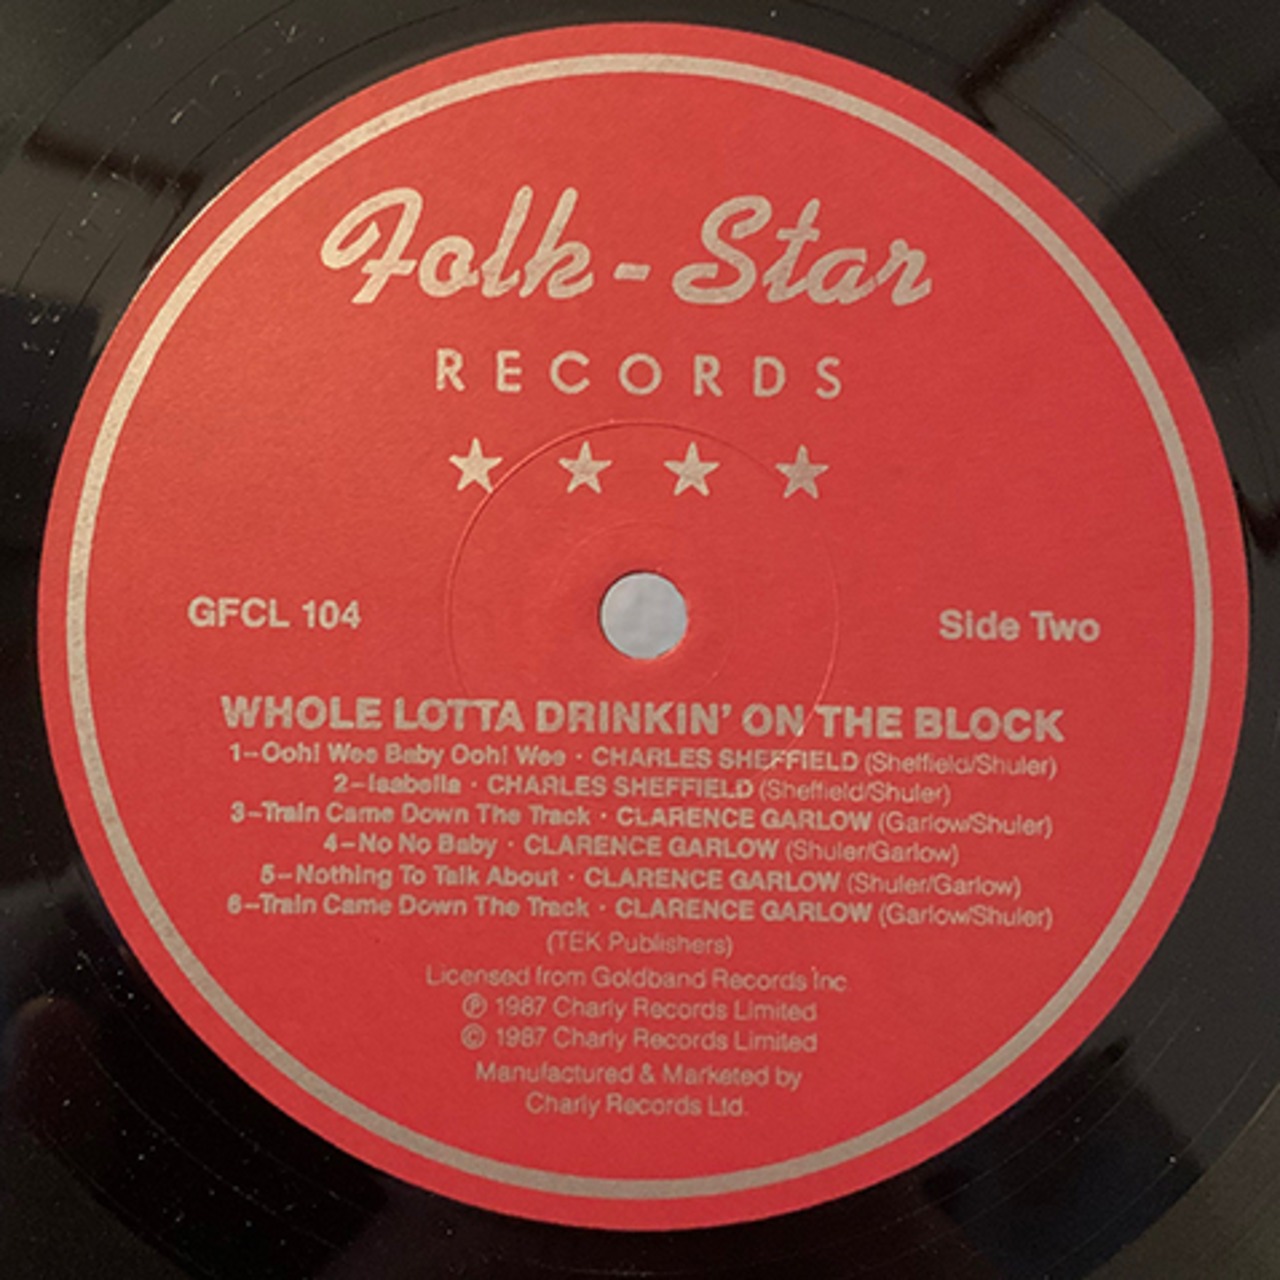 Folk-Star
RECORDS
GFCL 104
Side Two
WHOLE LOTTA DRINKIN' ON THE BLOCK
1-Ooh! Wee Baby Ooh! Wee · CHARLES SHEFFIELD (Sheffield/Shuler)
2-Isabella · CHARLES SHEFFIELD (Sheffield/Shuler)
3-Train Came Down The Track · CLARENCE GARLOW (Garlow/Shuler)
4-No No Baby · CLARENCE GARLOW (Shuler/Garlow)
5-Nothing To Talk About · CLARENCE GARLOW (Shuler/Garlow)
6-Train Came Down The Track · CLARENCE GARLOW (Garlow/Shuler)
(TEK Publishers)
Licensed from Goldband Records Inc
℗ 1987 Charly Records Limited
© 1987 Charly Records Limited
Manufactured & Marketed by
Charly Records Ltd.